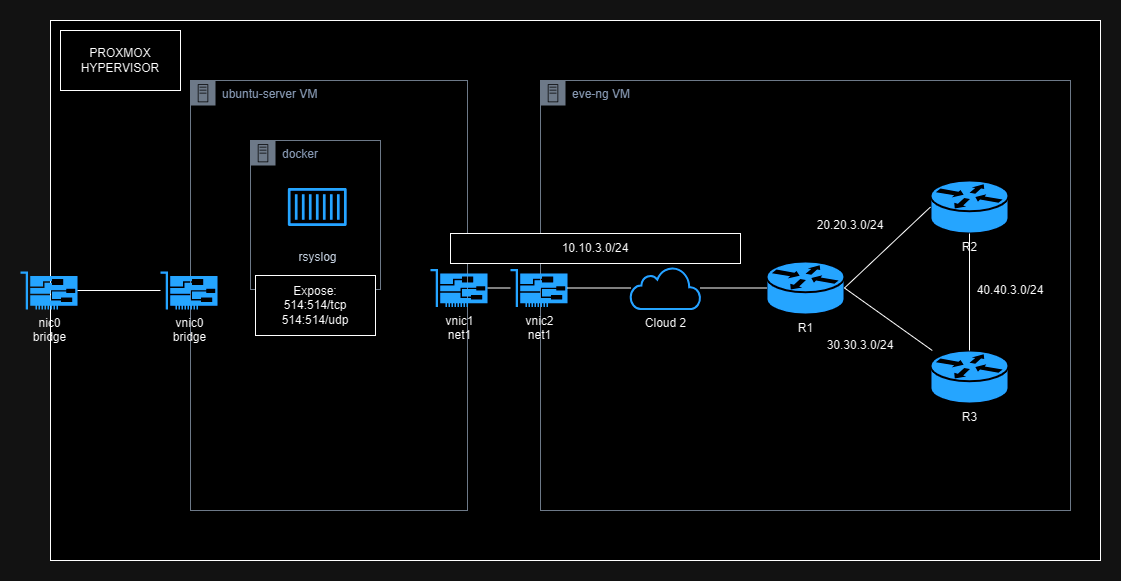 PROXMOX
HYPERVISOR
ubuntu-server VM
eve-ng VM
docker
rsyslog
Expose:
514:514/tcp
514:514/udp
nic0
bridge
vnic0
bridge
10.10.3.0/24
vnic1
net1
vnic2
net1
Cloud 2
R1
20.20.3.0/24
R2
40.40.3.0/24
30.30.3.0/24
R3